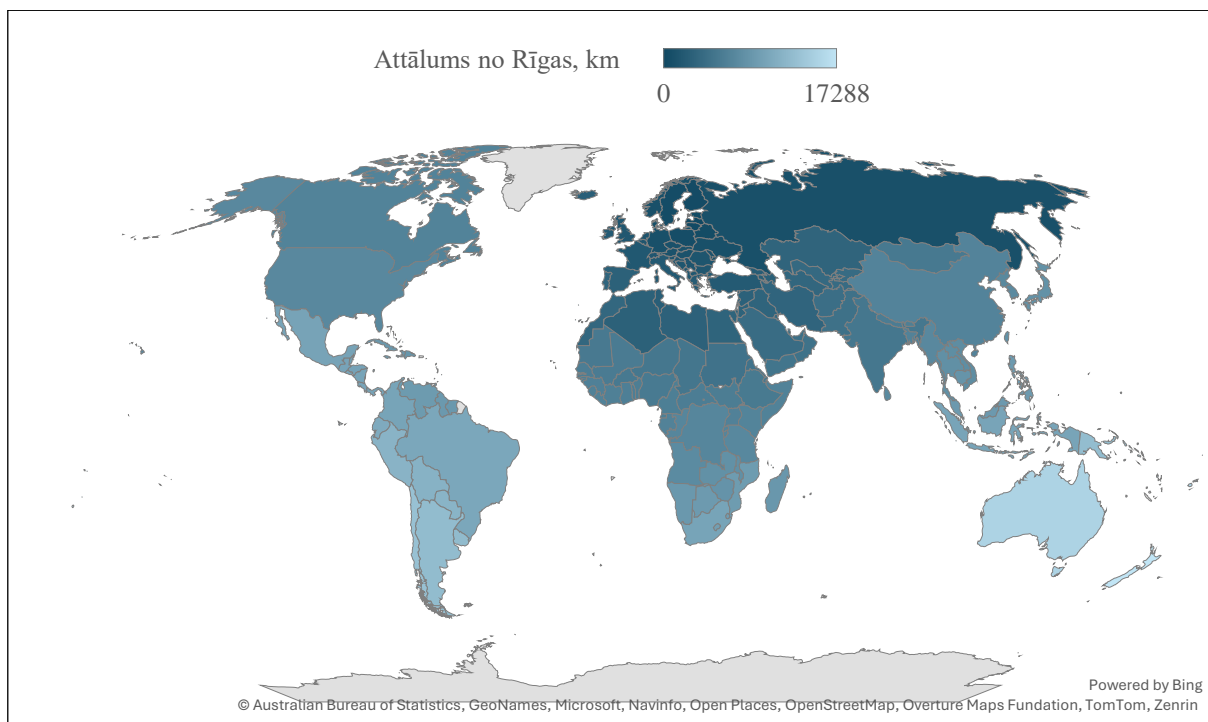 Attālums no Rīgas, km
0 17288
Powered by Bing
© Australian Bureau of Statistics, GeoNames, Microsoft, Navinfo, Open Places, OpenStreetMap, Overture Maps Fundation, TomTom, Zenrin